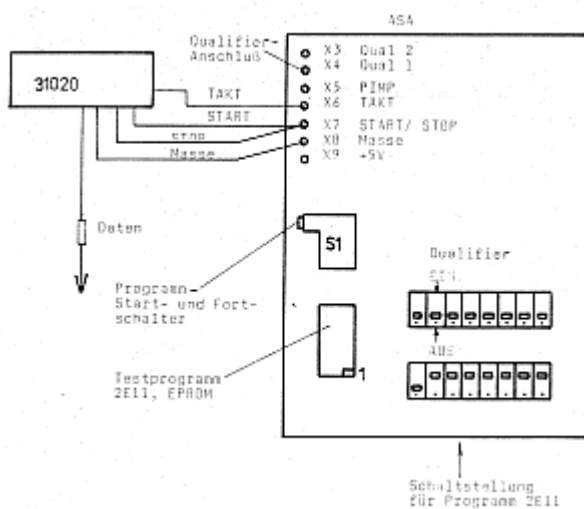 ASA
Qualifier-
Anschluß
X3 Qual 2
X4 Qual 1
X5 PIMP
X6 TAKT
X7 START/ STOP
X8 Masse
X9 +5V
31020
TAKT
START
STOP
Masse
Daten
S1
Programm
Start- und Fort-
schalter
Qualifier
EIN
AUS
Testprogramm
2E11, EPROM
1
Schaltstellung
für Programm 2E11